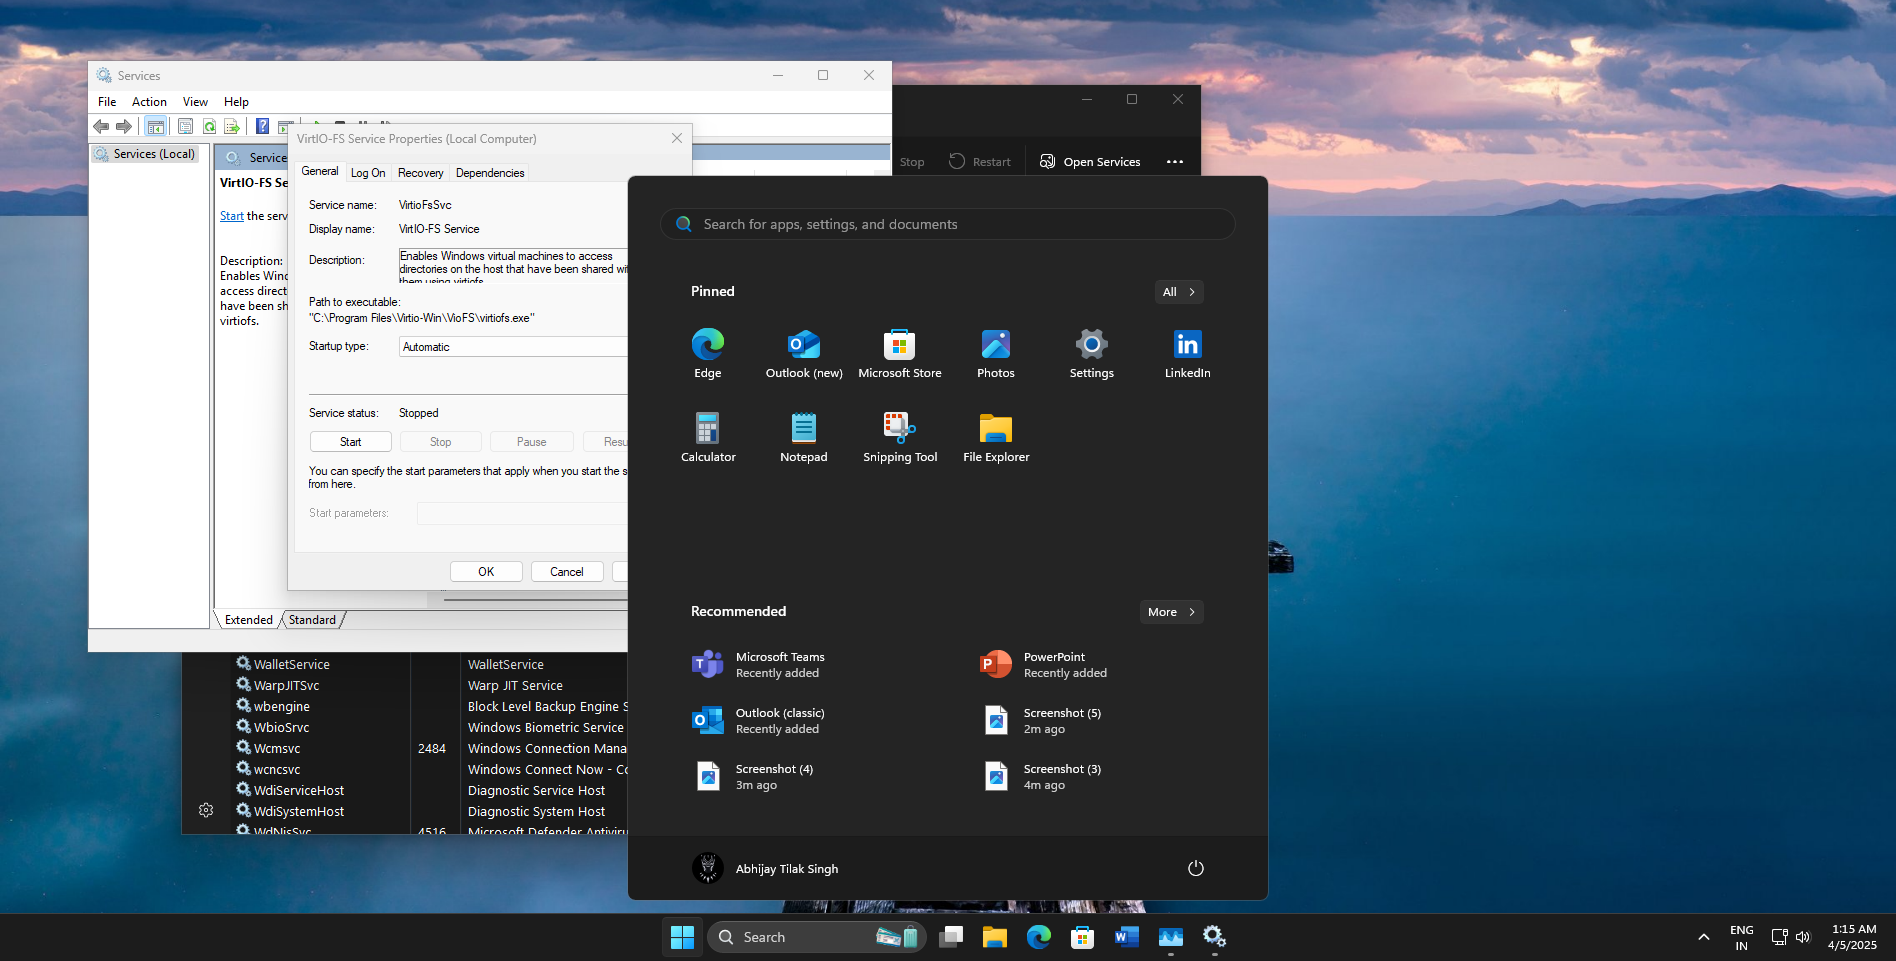 Services
File Action View Help
Services (Local)
Service
VirtIO-FS Se
Start the serv
Description:
Enables Wind
access direct
have been sh
virtiofs.
Extended
Standard
VirtIO-FS Service Properties (Local Computer)
General Log On Recovery Dependencies
Service name: VirtioFsSvc
Display name: VirtIO-FS Service
Description: Enables Windows virtual machines to access
directories on the host that have been shared wi
them using virtiofs
Path to executable:
"C:\Program Files\Virtio-Win\VioFS\virtiofs.exe"
Startup type: Automatic
Service status: Stopped
Start Stop Pause Resu
You can specify the start parameters that apply when you start the s
from here.
Start parameters:
OK Cancel
Stop Restart Open Services
WalletService WalletService
WarpJITSvc Warp JIT Service
wbengine Block Level Backup Engine S
WbioSrvc Windows Biometric Service
Wcmsvc 2484 Windows Connection Mana
wcncsvc Windows Connect Now - Co
WdiServiceHost Diagnostic Service Host
WdiSystemHost Diagnostic System Host
WdNisSvc 4516 Microsoft Defender Antiviru
Search for apps, settings, and documents
Pinned
All
Edge
Outlook (new)
Microsoft Store
Photos
Settings
LinkedIn
Calculator
Notepad
Snipping Tool
File Explorer
Recommended
More
Microsoft Teams
Recently added
PowerPoint
Recently added
Outlook (classic)
Recently added
Screenshot (5)
2m ago
Screenshot (4)
3m ago
Screenshot (3)
4m ago
Abhijay Tilak Singh
Search
ENG
IN
1:15 AM
4/5/2025